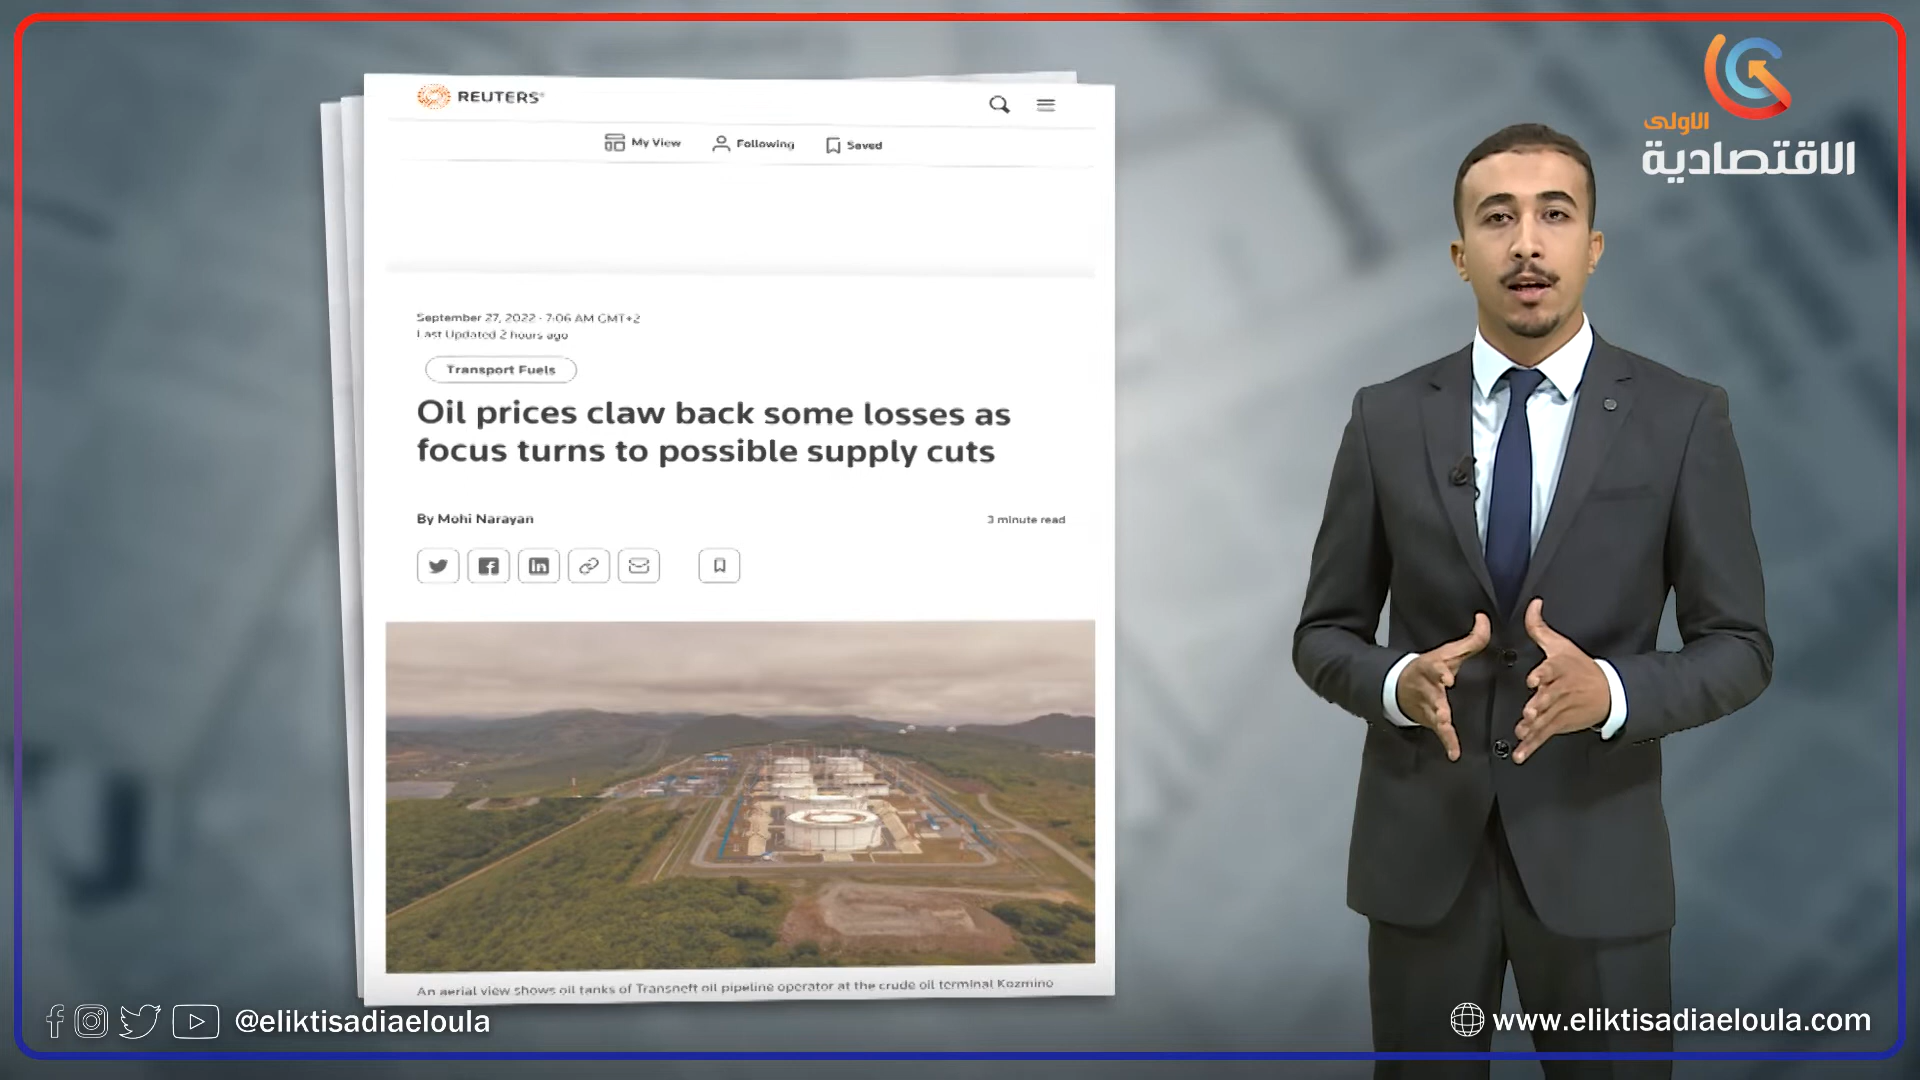 REUTERS
My View
Following
Saved
September 27, 2022 · 7:06 AM GMT+2
Last Updated 2 hours ago
Transport Fuels
Oil prices claw back some losses as
focus turns to possible supply cuts
By Mohi Narayan
3 minute read
An aerial view shows oil tanks of Transneft oil pipeline operator at the crude oil terminal Kozmino
الاولى
الاقتصادية
@eliktisadiaeloula
www.eliktisadiaeloula.com